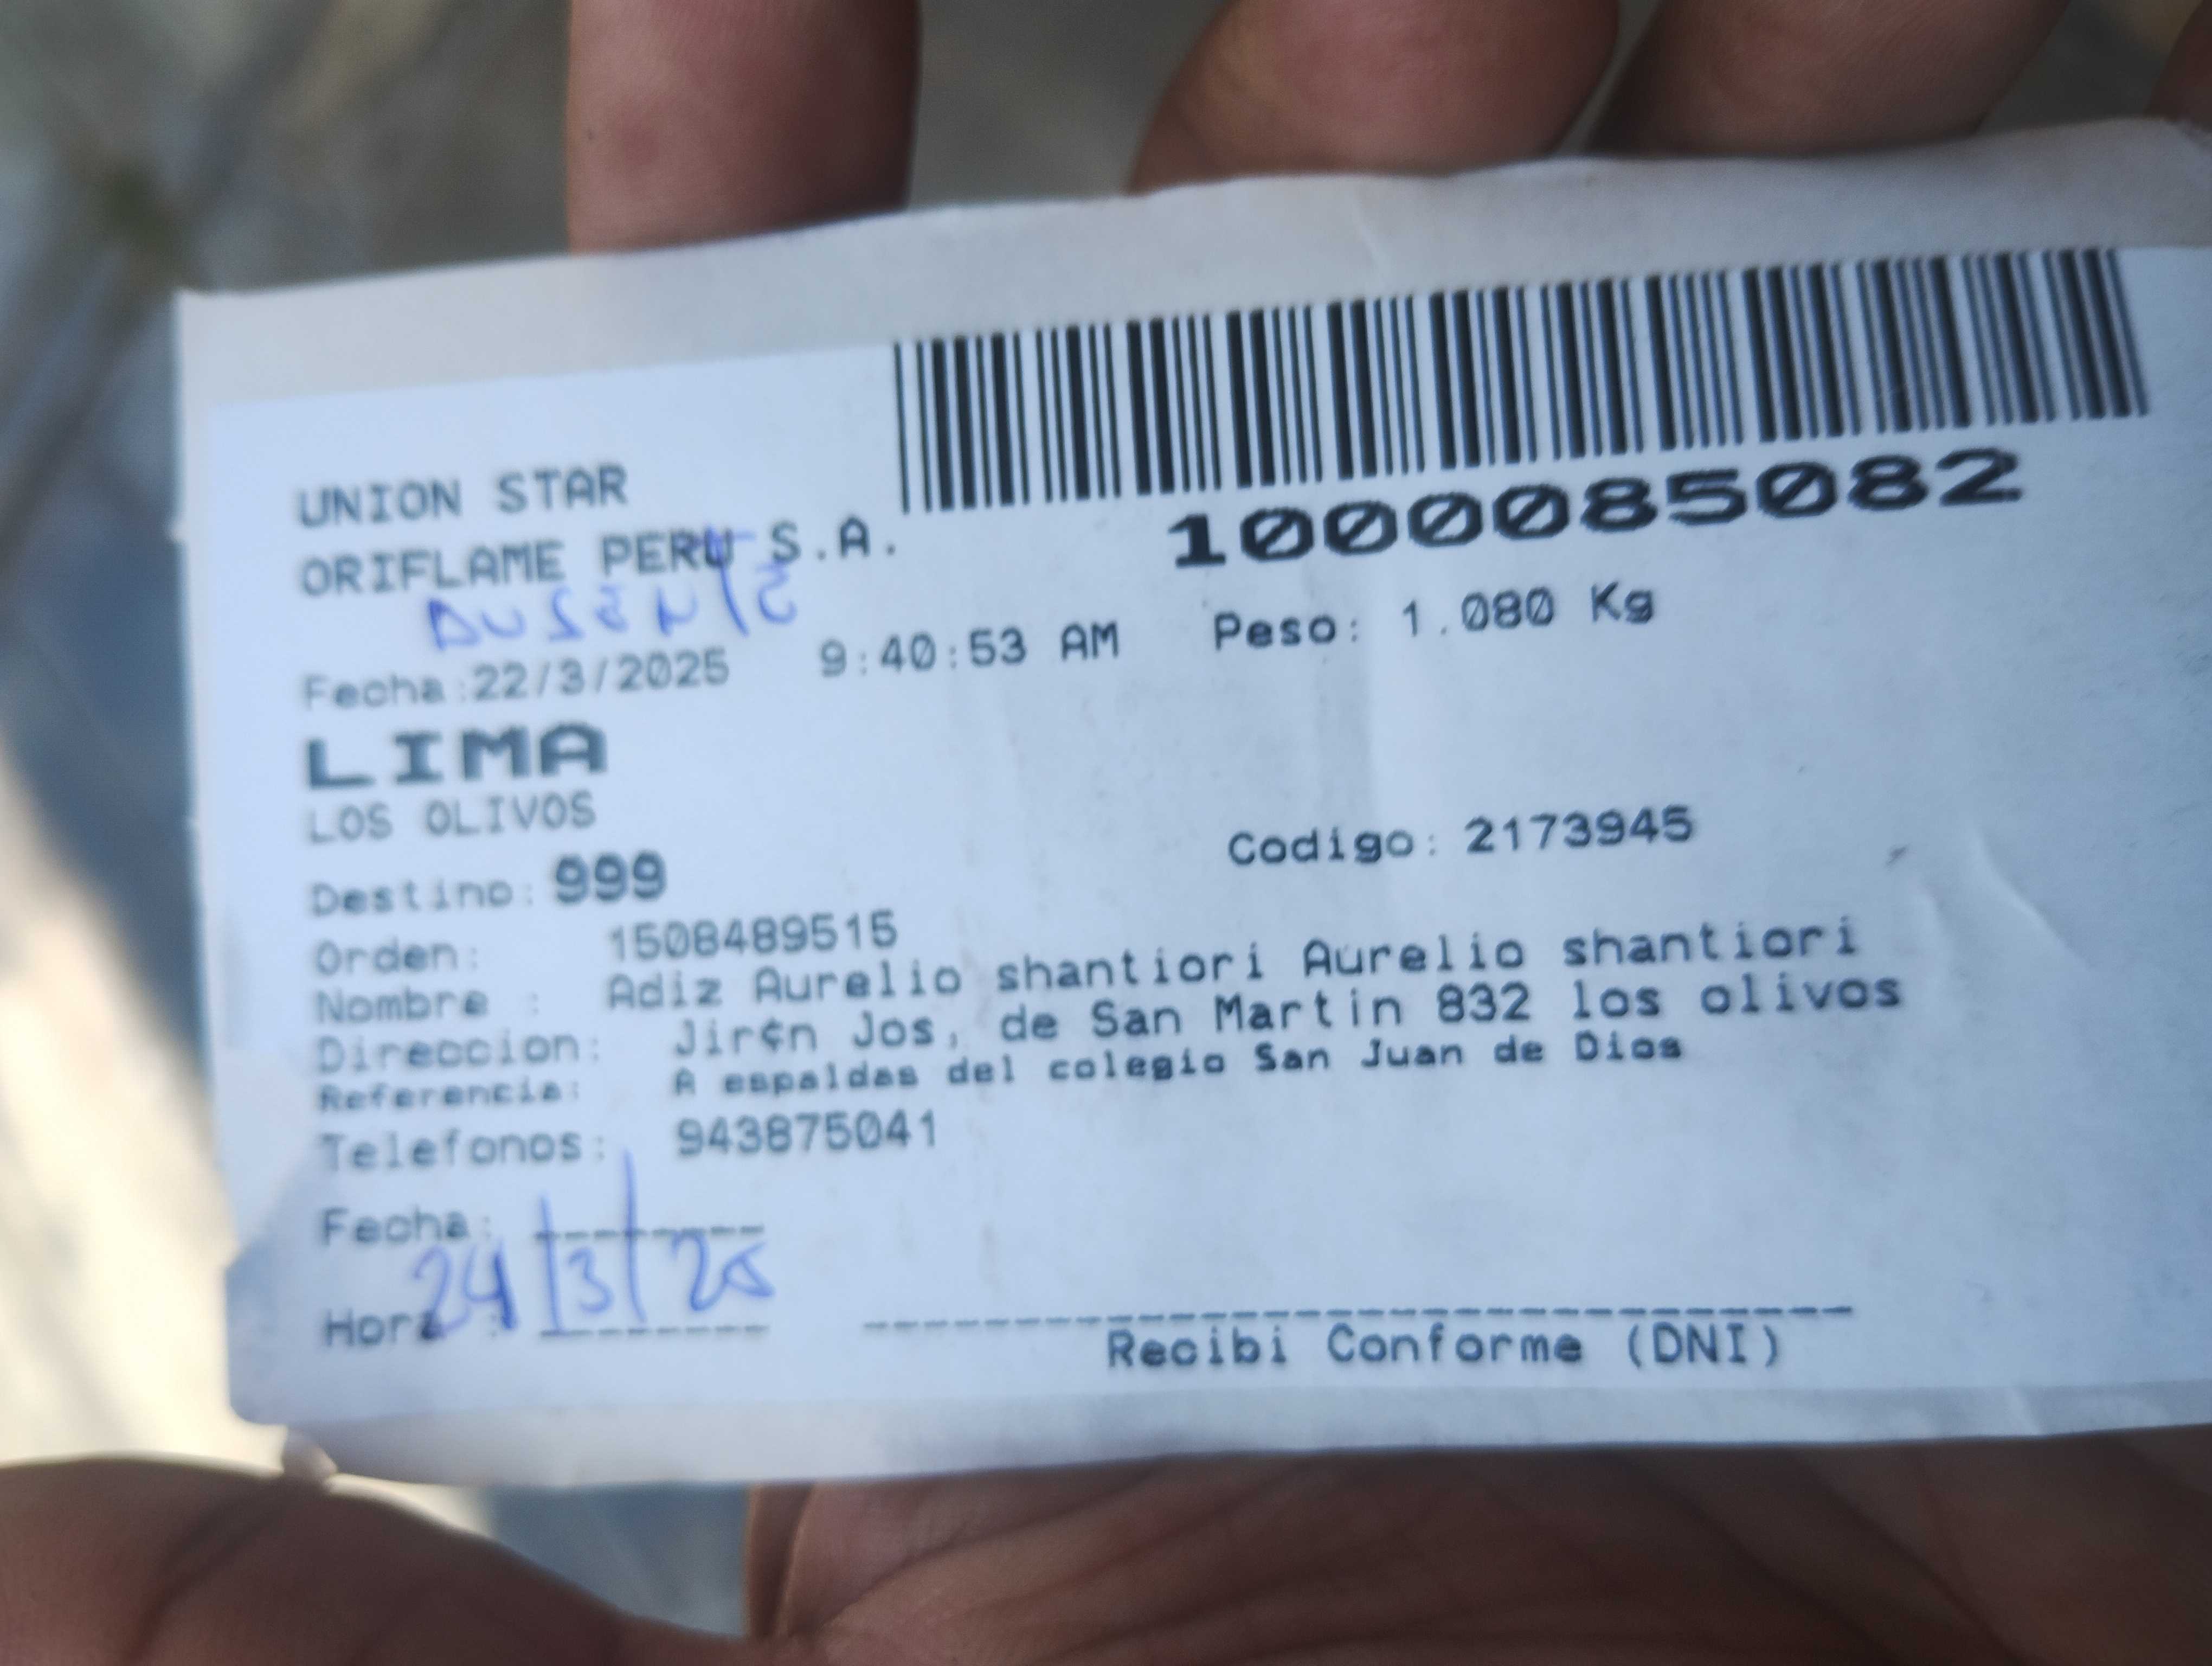 UNION STAR
ORIFLAME PERU S.A.
1000085082
AUSENTE
Fecha:22/3/2025 9:40:53 AM Peso: 1.080 Kg
LIMA
LOS OLIVOS
Codigo: 2173945
Destino: 999
Orden: 1508489515
Nombre : Adiz Aurelio shantiori Aurelio shantiori
Direccion: Jir¢n Jos, de San Martin 832 los olivos
Referencia: A espaldas del colegio San Juan de Dios
Telefonos: 943875041
Fecha: 24/3/25
Hora :
Recibi Conforme (DNI)